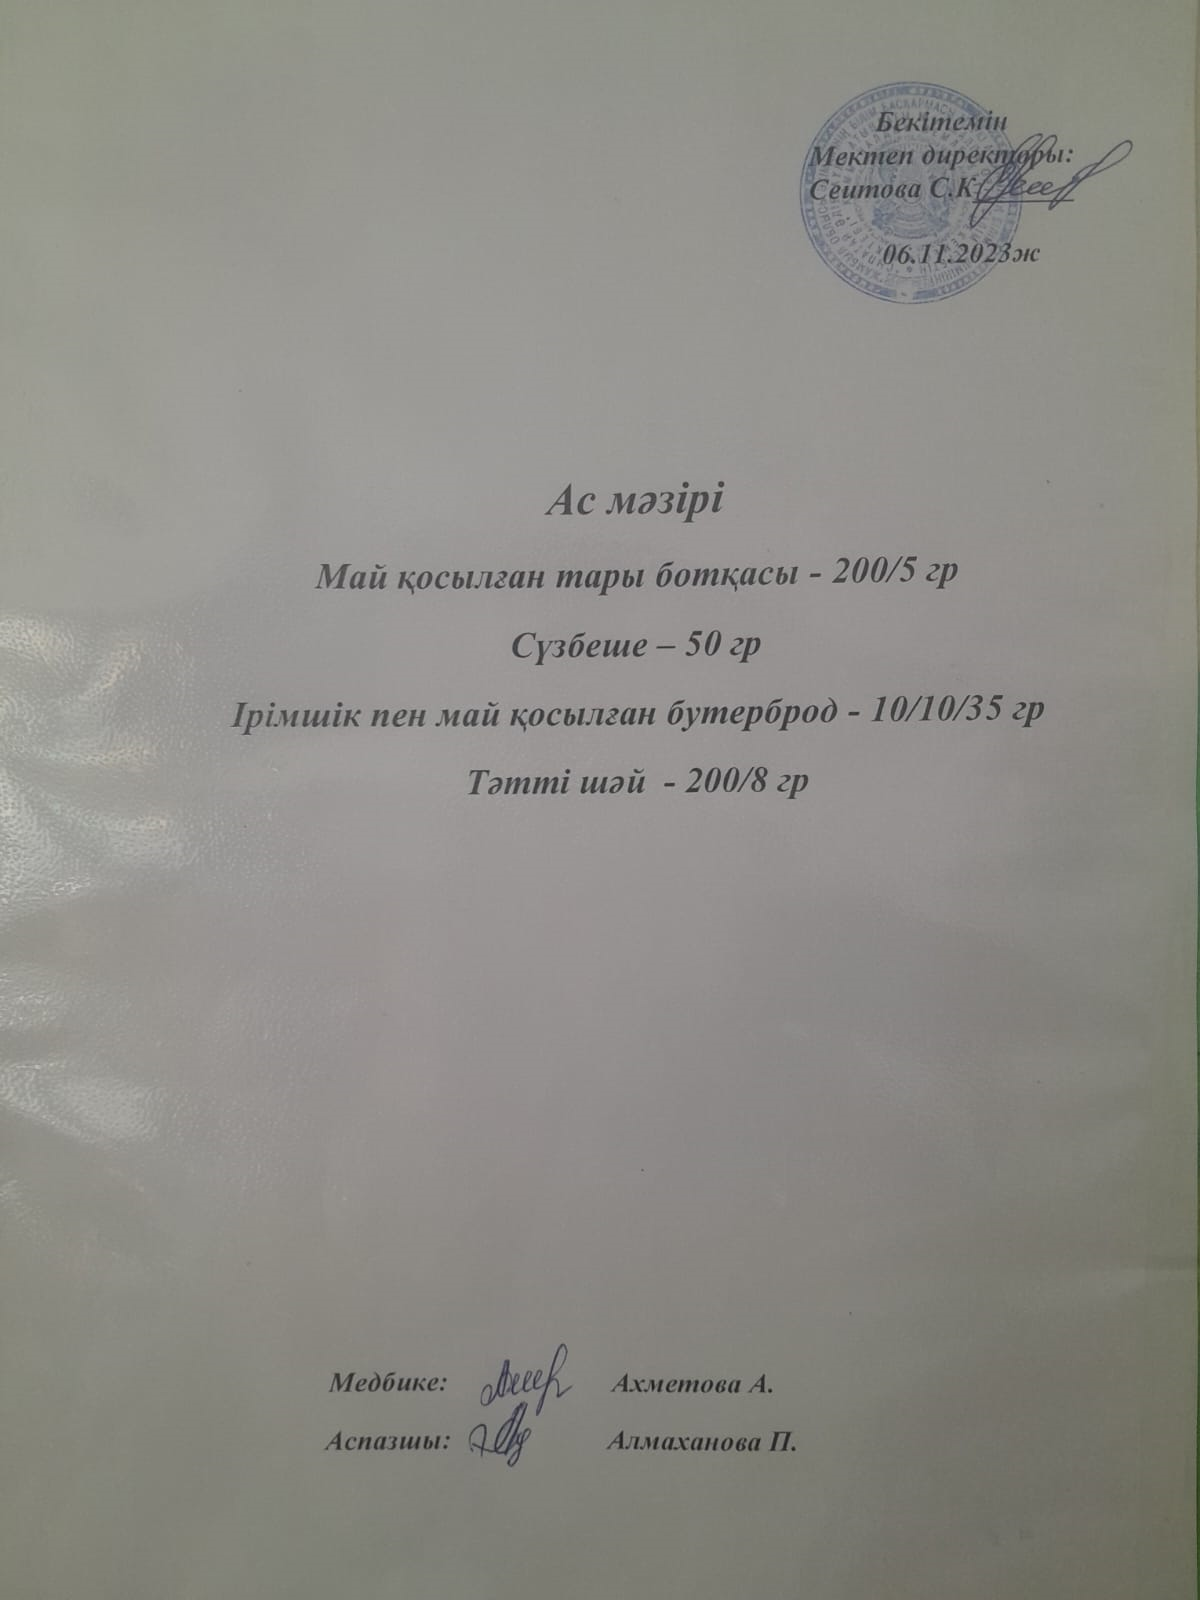 Бекітемін
Мектеп директоры:
Сеитова С.К
06.11.2023ж
Ас мәзірі
Май қосылған тары ботқасы - 200/5 гр
Сүзбеше – 50 гр
Ірімшік пен май қосылған бутерброд - 10/10/35 гр
Тәтті шәй - 200/8 гр
Медбике: Ахметова А.
Аспазшы: Алмаханова П.